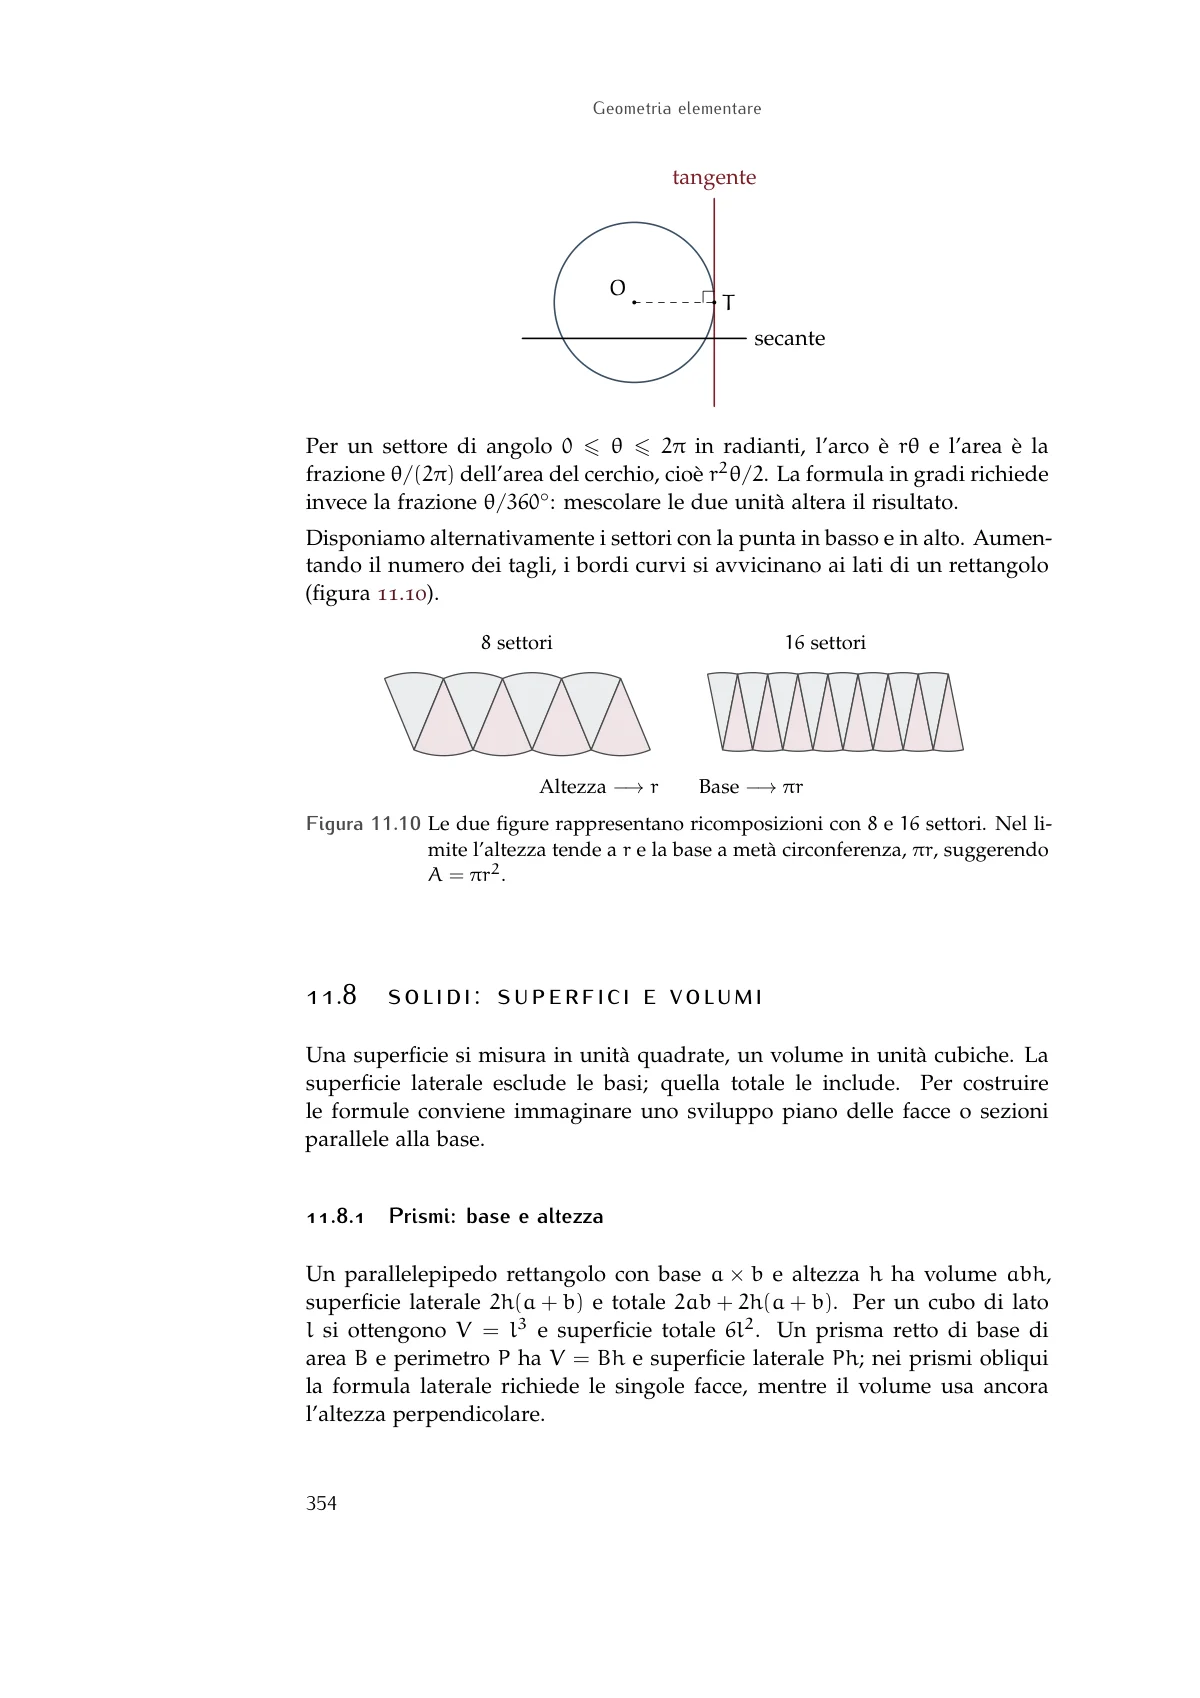 Geometria elementare
tangente
O
T
secante
Per un settore di angolo 0 ⩽ θ ⩽ 2π in radianti, l'arco è rθ e l'area è la
frazione θ/(2π) dell'area del cerchio, cioè r²θ/2. La formula in gradi richiede
invece la frazione θ/360°: mescolare le due unità altera il risultato.
Disponiamo alternativamente i settori con la punta in basso e in alto. Aumen-
tando il numero dei tagli, i bordi curvi si avvicinano ai lati di un rettangolo
(figura 11.10).
8 settori 16 settori
Altezza ⟶ r Base ⟶ πr
Figura 11.10 Le due figure rappresentano ricomposizioni con 8 e 16 settori. Nel li-
mite l'altezza tende a r e la base a metà circonferenza, πr, suggerendo
A = πr².
11.8 SOLIDI: SUPERFICI E VOLUMI
Una superficie si misura in unità quadrate, un volume in unità cubiche. La
superficie laterale esclude le basi; quella totale le include. Per costruire
le formule conviene immaginare uno sviluppo piano delle facce o sezioni
parallele alla base.
11.8.1 Prismi: base e altezza
Un parallelepipedo rettangolo con base a × b e altezza h ha volume abh,
superficie laterale 2h(a + b) e totale 2ab + 2h(a + b). Per un cubo di lato
l si ottengono V = l³ e superficie totale 6l². Un prisma retto di base di
area B e perimetro P ha V = Bh e superficie laterale Ph; nei prismi obliqui
la formula laterale richiede le singole facce, mentre il volume usa ancora
l'altezza perpendicolare.
354